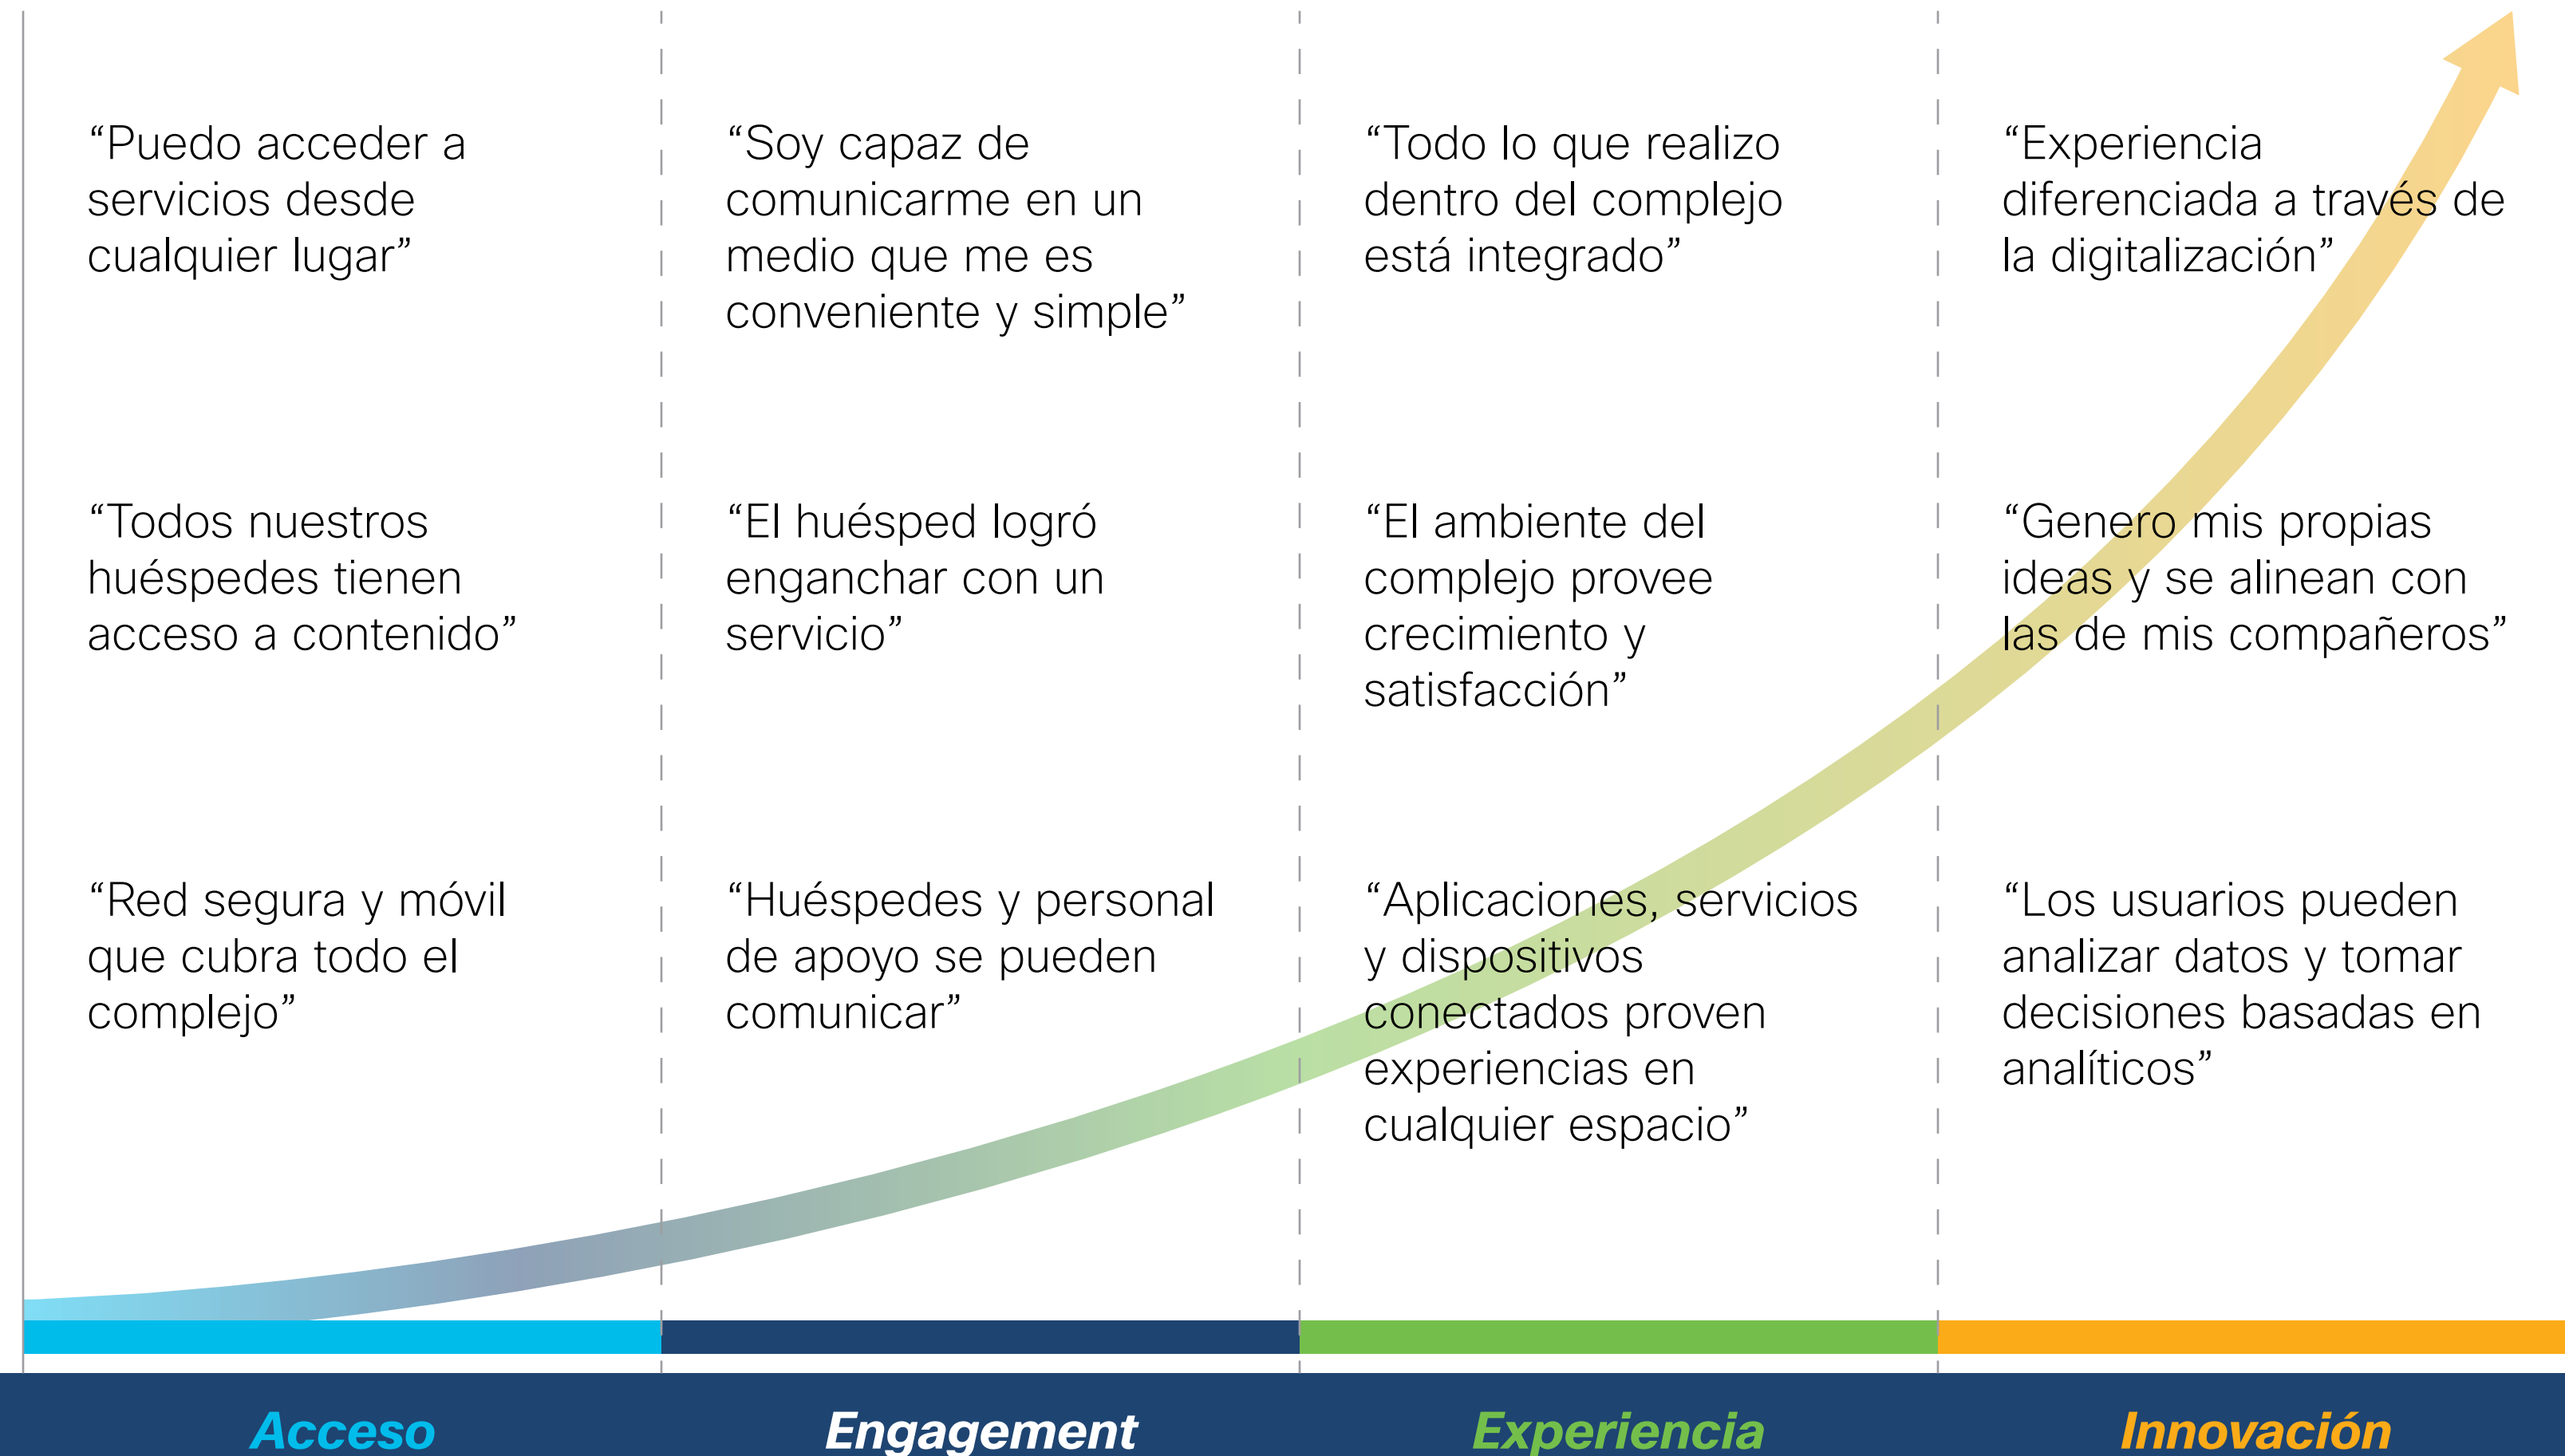 “Puedo acceder a
servicios desde
cualquier lugar”
“Soy capaz de
comunicarme en un
medio que me es
conveniente y simple”
“Todo lo que realizo
dentro del complejo
está integrado”
“Experiencia
diferenciada a través de
la digitalización”
“Todos nuestros
huéspedes tienen
acceso a contenido”
“El huésped logró
enganchar con un
servicio”
“El ambiente del
complejo provee
crecimiento y
satisfacción”
“Genero mis propias
ideas y se alinean con
las de mis compañeros”
“Red segura y móvil
que cubra todo el
complejo”
“Huéspedes y personal
de apoyo se pueden
comunicar”
“Aplicaciones, servicios
y dispositivos
conectados proven
experiencias en
cualquier espacio”
“Los usuarios pueden
analizar datos y tomar
decisiones basadas en
analíticos”
Acceso
Engagement
Experiencia
Innovación